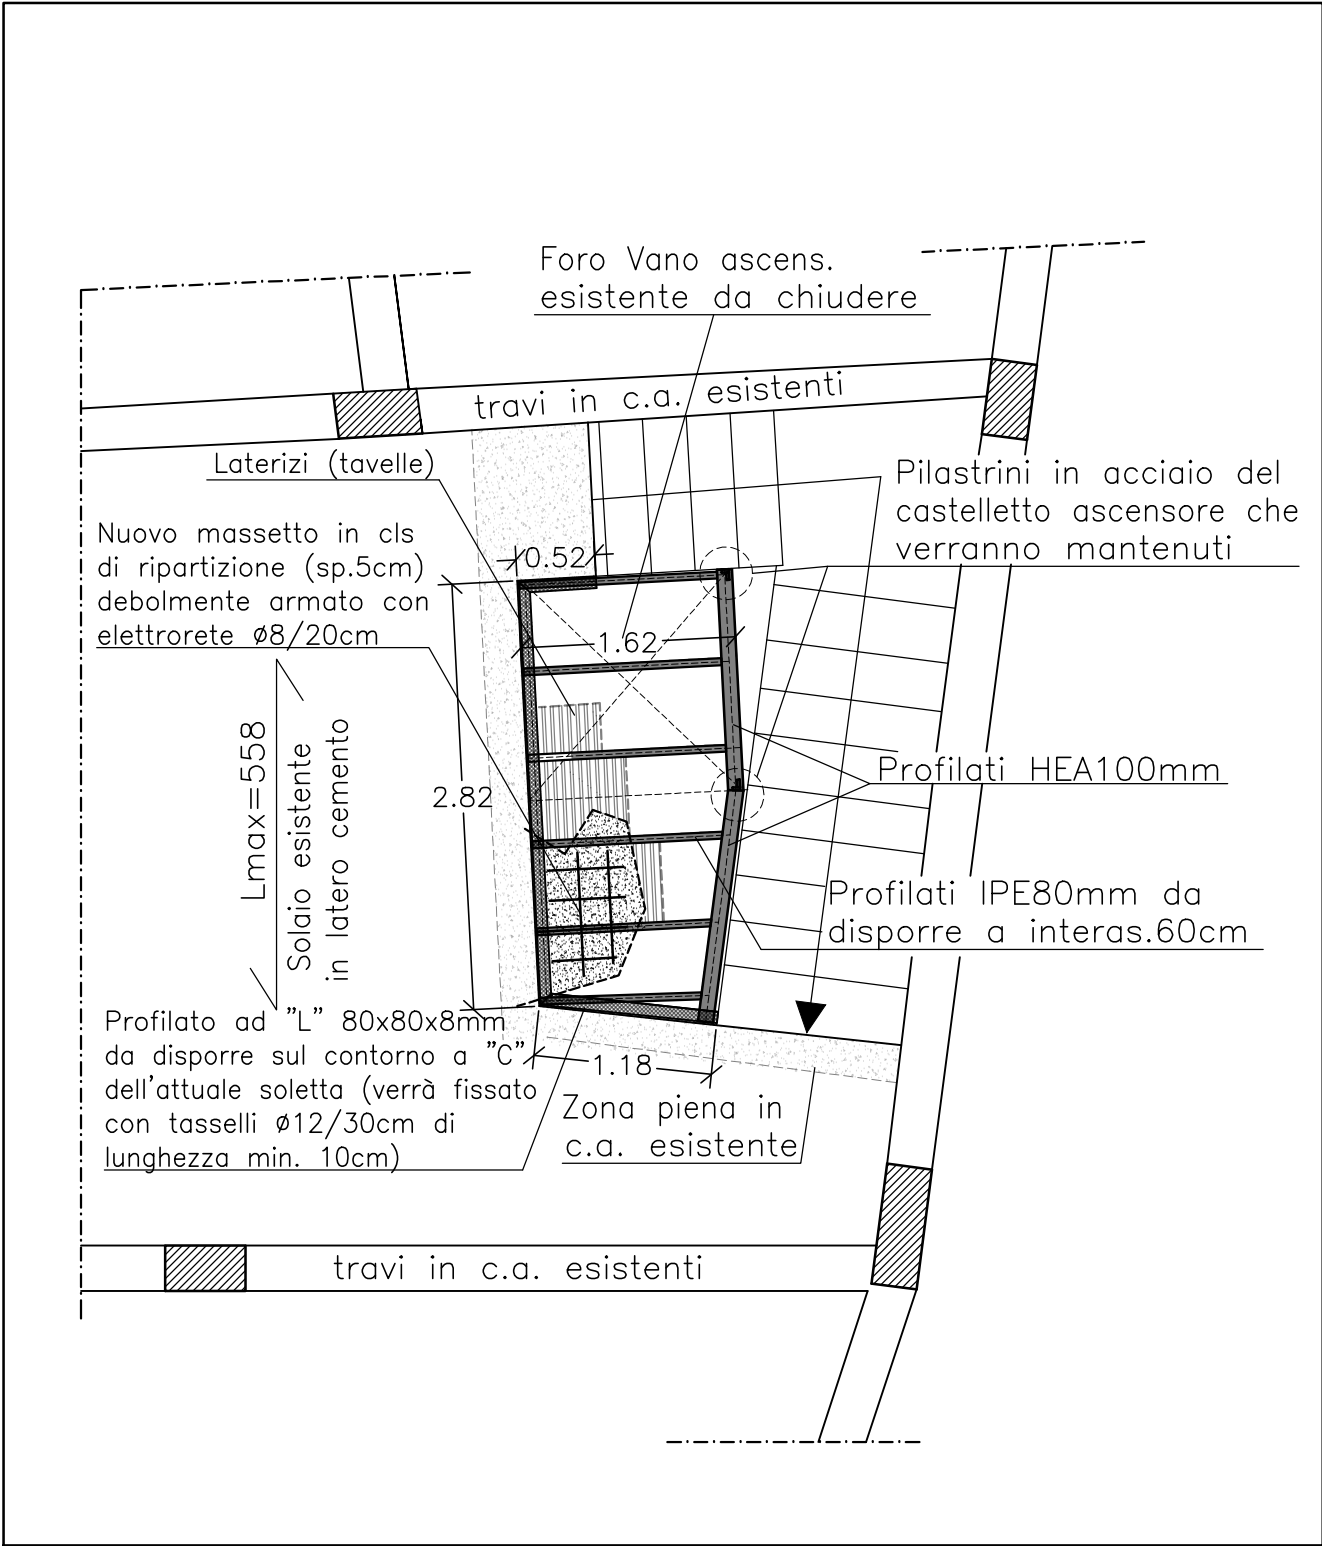 Foro Vano ascens.
esistente da chiudere
travi in c.a. esistenti
Laterizi (tavelle)
Pilastrini in acciaio del
castelletto ascensore che
verranno mantenuti
Nuovo massetto in cls
di ripartizione (sp.5cm)
debolmente armato con
elettrorete ø8/20cm
0.52
1.62
Lmax=558
Solaio esistente
in latero cemento
2.82
Profilati HEA100mm
Profilati IPE80mm da
disporre a interas.60cm
Profilato ad "L" 80x80x8mm
da disporre sul contorno a "C"
dell'attuale soletta (verrà fissato
con tasselli ø12/30cm di
lunghezza min. 10cm)
1.18
Zona piena in
c.a. esistente
travi in c.a. esistenti